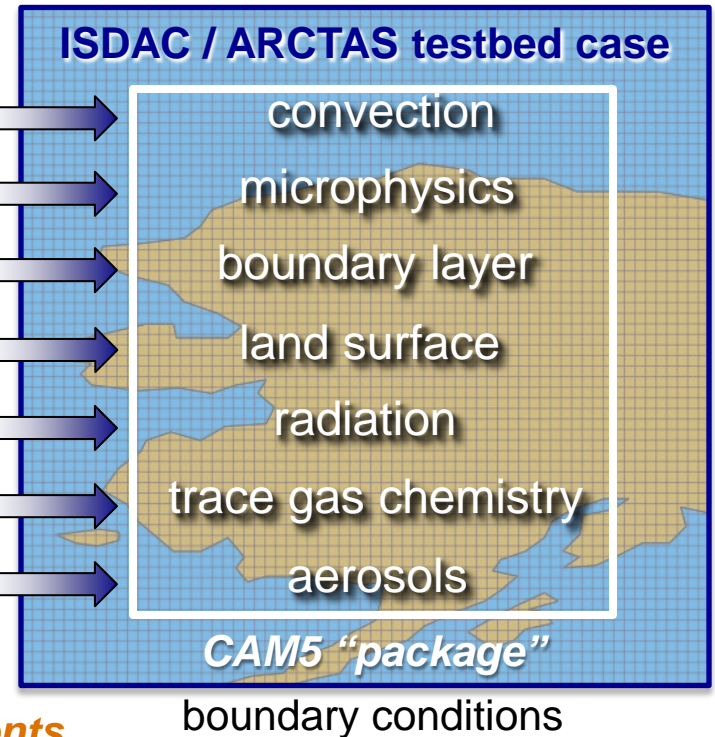 ISDAC / ARCTAS testbed case
convection
microphysics
boundary layer
land surface
radiation
trace gas chemistry
aerosols
CAM5 “package”
boundary conditions